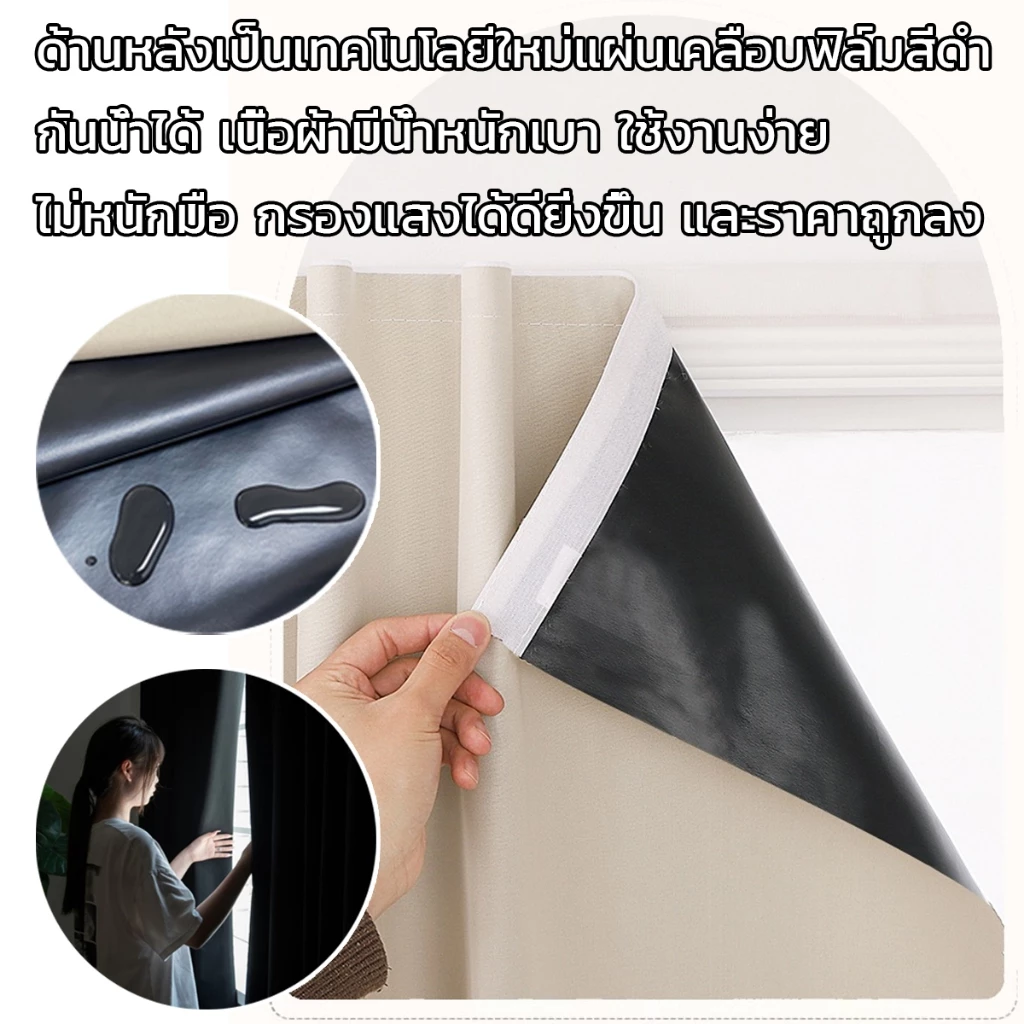 ด้านหลังเป็นเทคโนโลยีใหม่แผ่นเคลือบฟิล์มสีดำ
กันน้ำได้ เนื้อผ้ามีน้ำหนักเบา ใช้งานง่าย
ไม่หนักมือ กรองแสงได้ดียิ่งขึ้น และราคาถูกลง